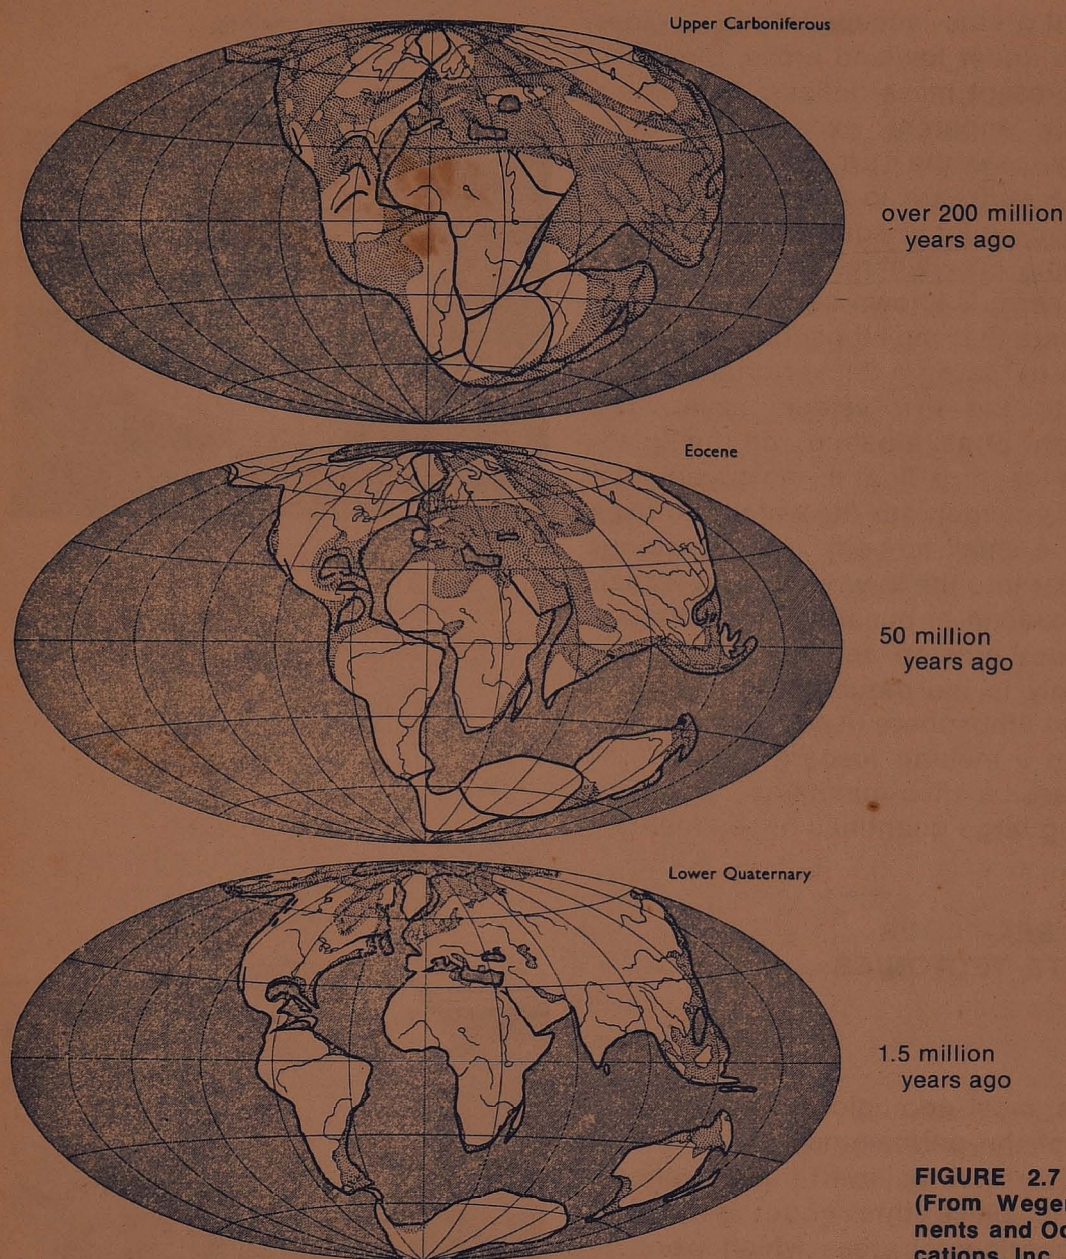 Upper Carboniferous
over 200 million
years ago
Eocene
50 million
years ago
Lower Quaternary
1.5 million
years ago
FIGURE 2.7
(From Wegen
nents and Oc
cations, Inc.